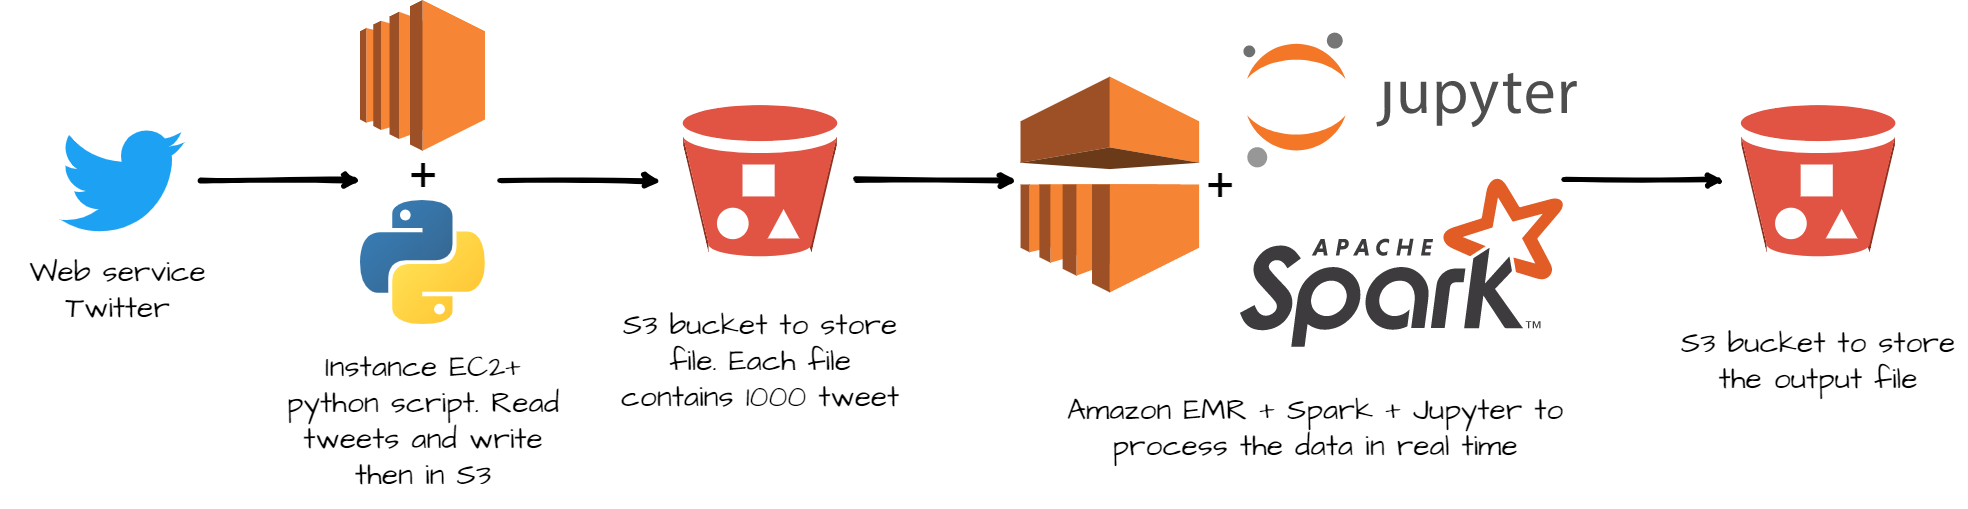 Web service
Twitter
+
Instance EC2+
python script. Read
tweets and write
then in S3
S3 bucket to store
file. Each file
contains 1000 tweet
+
jupyter
APACHE
Spark™
Amazon EMR + Spark + Jupyter to
process the data in real time
S3 bucket to store
the output file